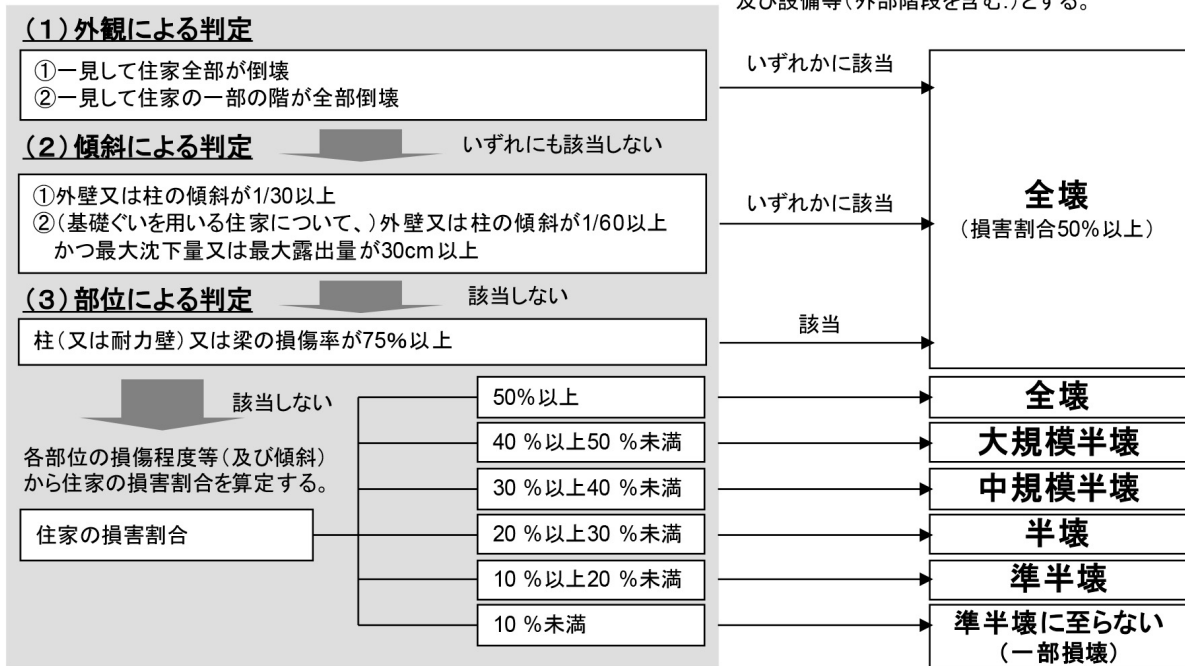 及び設備等(外部階段を含む.)とする。
(1)外観による判定
①一見して住家全部が倒壊
②一見して住家の一部の階が全部倒壊
いずれかに該当
(2)傾斜による判定
いずれにも該当しない
①外壁又は柱の傾斜が1/30以上
②(基礎ぐいを用いる住家について、)外壁又は柱の傾斜が1/60以上
かつ最大沈下量又は最大露出量が30cm以上
いずれかに該当
全壊
(損害割合50%以上)
(3)部位による判定
該当しない
柱(又は耐力壁)又は梁の損傷率が75%以上
該当
該当しない
各部位の損傷程度等(及び傾斜)
から住家の損害割合を算定する。
住家の損害割合
50%以上
全壊
40 %以上50 %未満
大規模半壊
30 %以上40 %未満
中規模半壊
20 %以上30 %未満
半壊
10 %以上20 %未満
準半壊
10 %未満
準半壊に至らない
(一部損壊)